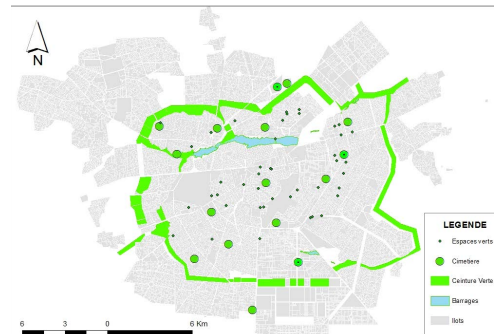 N
LEGENDE
Espaces verts
Cimetiere
Ceinture Verte
Barrages
Ilots
6 3 0 6 Km